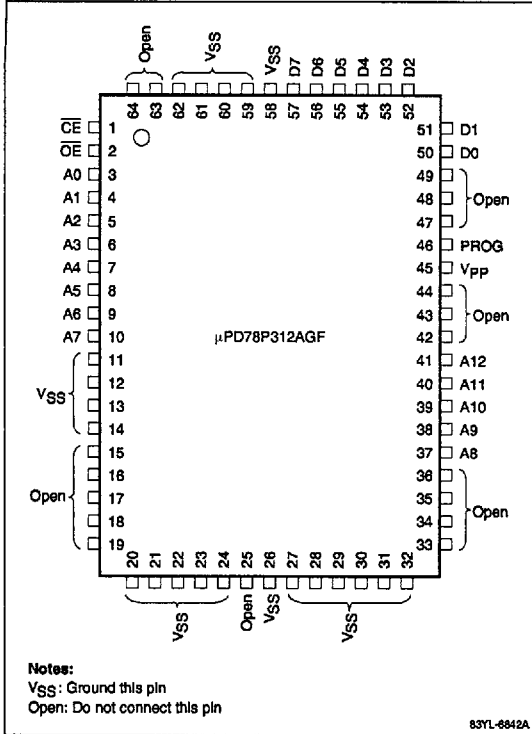 Open
VSS
VSS
D7
D6
D5
D4
D3
D2
64
63
62
61
60
59
58
57
56
55
54
53
52
CE 1
OE 2
A0 3
A1 4
A2 5
A3 6
A4 7
A5 8
A6 9
A7 10
11
12
13
14
VSS
15
16
17
18
19
Open
μPD78P312AGF
51 D1
50 D0
49
48
47
Open
46 PROG
45 VPP
44
43
42
Open
41 A12
40 A11
39 A10
38 A9
37 A8
36
35
34
33
Open
20
21
22
23
24
25
26
27
28
29
30
31
32
VSS
Open
VSS
VSS
Notes:
VSS: Ground this pin
Open: Do not connect this pin
83YL-6842A